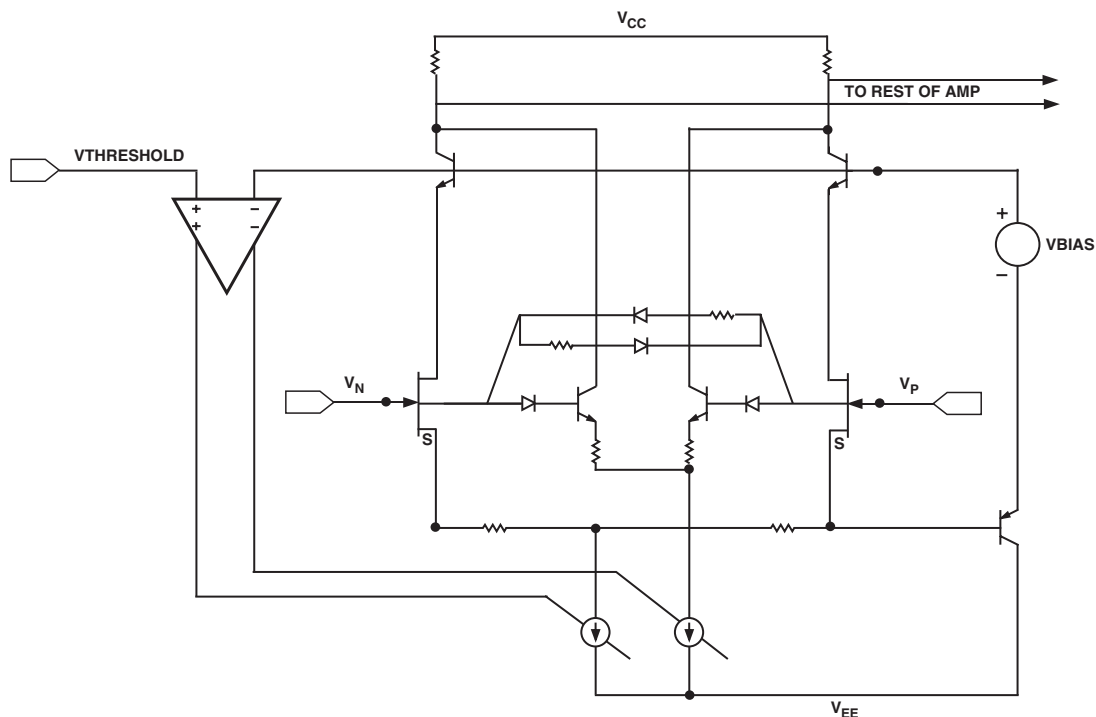 VCC
TO REST OF AMP
VTHRESHOLD
+ −
+ −
+
VBIAS
−
VN
VP
S
S
VEE